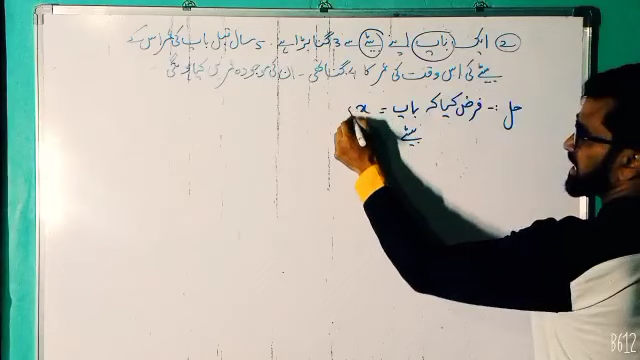 ② ایک باپ اپنے بیٹے سے 3 گنا بڑا ہے - 5 سال قبل باپ کی عمر اس کے
بیٹے کی اس وقت کی عمر کا 4 گنا تھی - ان کی موجودہ عمریں کیا ہونگی
حل :- فرض کیا کہ باپ = x
بیٹے
B612